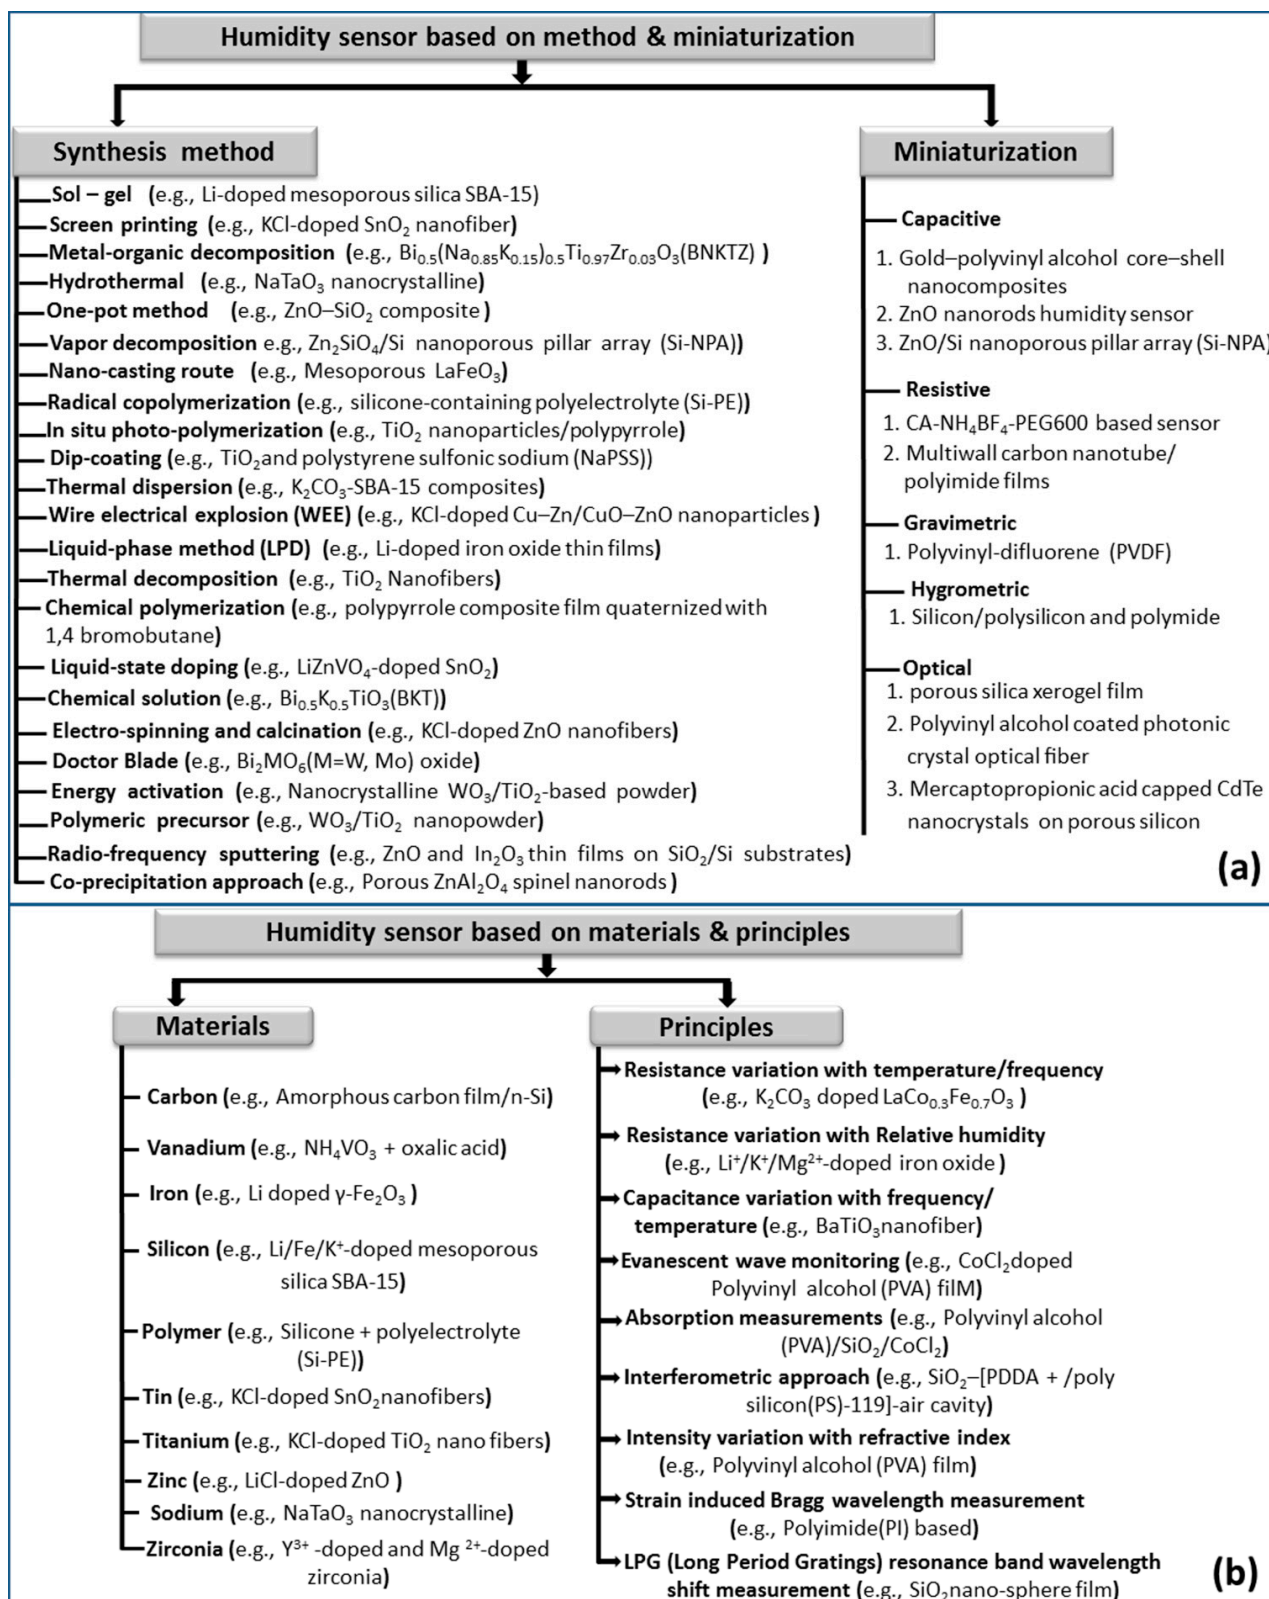 Humidity sensor based on method & miniaturization
Synthesis method
Sol – gel (e.g., Li-doped mesoporous silica SBA-15)
Screen printing (e.g., KCl-doped SnO₂ nanofiber)
Metal-organic decomposition (e.g., Bi₀.₅(Na₀.₈₅K₀.₁₅)₀.₅Ti₀.₉₇Zr₀.₀₃O₃(BNKTZ) )
Hydrothermal (e.g., NaTaO₃ nanocrystalline)
One-pot method (e.g., ZnO–SiO₂ composite)
Vapor decomposition e.g., Zn₂SiO₄/Si nanoporous pillar array (Si-NPA))
Nano-casting route (e.g., Mesoporous LaFeO₃)
Radical copolymerization (e.g., silicone-containing polyelectrolyte (Si-PE))
In situ photo-polymerization (e.g., TiO₂ nanoparticles/polypyrrole)
Dip-coating (e.g., TiO₂and polystyrene sulfonic sodium (NaPSS))
Thermal dispersion (e.g., K₂CO₃-SBA-15 composites)
Wire electrical explosion (WEE) (e.g., KCl-doped Cu–Zn/CuO–ZnO nanoparticles)
Liquid-phase method (LPD) (e.g., Li-doped iron oxide thin films)
Thermal decomposition (e.g., TiO₂ Nanofibers)
Chemical polymerization (e.g., polypyrrole composite film quaternized with
1,4 bromobutane)
Liquid-state doping (e.g., LiZnVO₄-doped SnO₂)
Chemical solution (e.g., Bi₀.₅K₀.₅TiO₃(BKT))
Electro-spinning and calcination (e.g., KCl-doped ZnO nanofibers)
Doctor Blade (e.g., Bi₂MO₆(M=W, Mo) oxide
Energy activation (e.g., Nanocrystalline WO₃/TiO₂-based powder)
Polymeric precursor (e.g., WO₃/TiO₂ nanopowder)
Radio-frequency sputtering (e.g., ZnO and In₂O₃ thin films on SiO₂/Si substrates)
Co-precipitation approach (e.g., Porous ZnAl₂O₄ spinel nanorods)
Miniaturization
Capacitive
1. Gold–polyvinyl alcohol core–shell
nanocomposites
2. ZnO nanorods humidity sensor
3. ZnO/Si nanoporous pillar array (Si-NPA)
Resistive
1. CA-NH₄BF₄-PEG600 based sensor
2. Multiwall carbon nanotube/
polyimide films
Gravimetric
1. Polyvinyl-difluorene (PVDF)
Hygrometric
1. Silicon/polysilicon and polymide
Optical
1. porous silica xerogel film
2. Polyvinyl alcohol coated photonic
crystal optical fiber
3. Mercaptopropionic acid capped CdTe
nanocrystals on porous silicon
(a)
Humidity sensor based on materials & principles
Materials
Carbon (e.g., Amorphous carbon film/n-Si)
Vanadium (e.g., NH₄VO₃ + oxalic acid)
Iron (e.g., Li doped γ-Fe₂O₃ )
Silicon (e.g., Li/Fe/K⁺-doped mesoporous
silica SBA-15)
Polymer (e.g., Silicone + polyelectrolyte
(Si-PE))
Tin (e.g., KCl-doped SnO₂nanofibers)
Titanium (e.g., KCl-doped TiO₂ nano fibers)
Zinc (e.g., LiCl-doped ZnO )
Sodium (e.g., NaTaO₃ nanocrystalline)
Zirconia (e.g., Y³⁺ -doped and Mg ²⁺-doped
zirconia)
Principles
Resistance variation with temperature/frequency
(e.g., K₂CO₃ doped LaCo₀.₃Fe₀.₇O₃ )
Resistance variation with Relative humidity
(e.g., Li⁺/K⁺/Mg²⁺-doped iron oxide)
Capacitance variation with frequency/
temperature (e.g., BaTiO₃nanofiber)
Evanescent wave monitoring (e.g., CoCl₂doped
Polyvinyl alcohol (PVA) filM)
Absorption measurements (e.g., Polyvinyl alcohol
(PVA)/SiO₂/CoCl₂)
Interferometric approach (e.g., SiO₂–[PDDA + /poly
silicon(PS)-119]-air cavity)
Intensity variation with refractive index
(e.g., Polyvinyl alcohol (PVA) film)
Strain induced Bragg wavelength measurement
(e.g., Polyimide(PI) based)
LPG (Long Period Gratings) resonance band wavelength
shift measurement (e.g., SiO₂nano-sphere film)
(b)